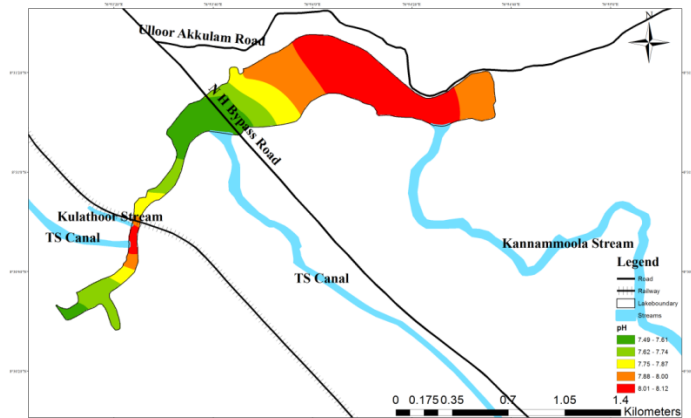 N
Ulloor Akkulam Road
N H Bypass Road
Kulathoor Stream
TS Canal
Kannammoola Stream
TS Canal
Legend
Road
Railway
Lakeboundary
Streams
pH
7.49 - 7.61
7.62 - 7.74
7.75 - 7.87
7.88 - 8.00
8.01 - 8.12
0 0.175 0.35 0.7 1.05 1.4
Kilometers